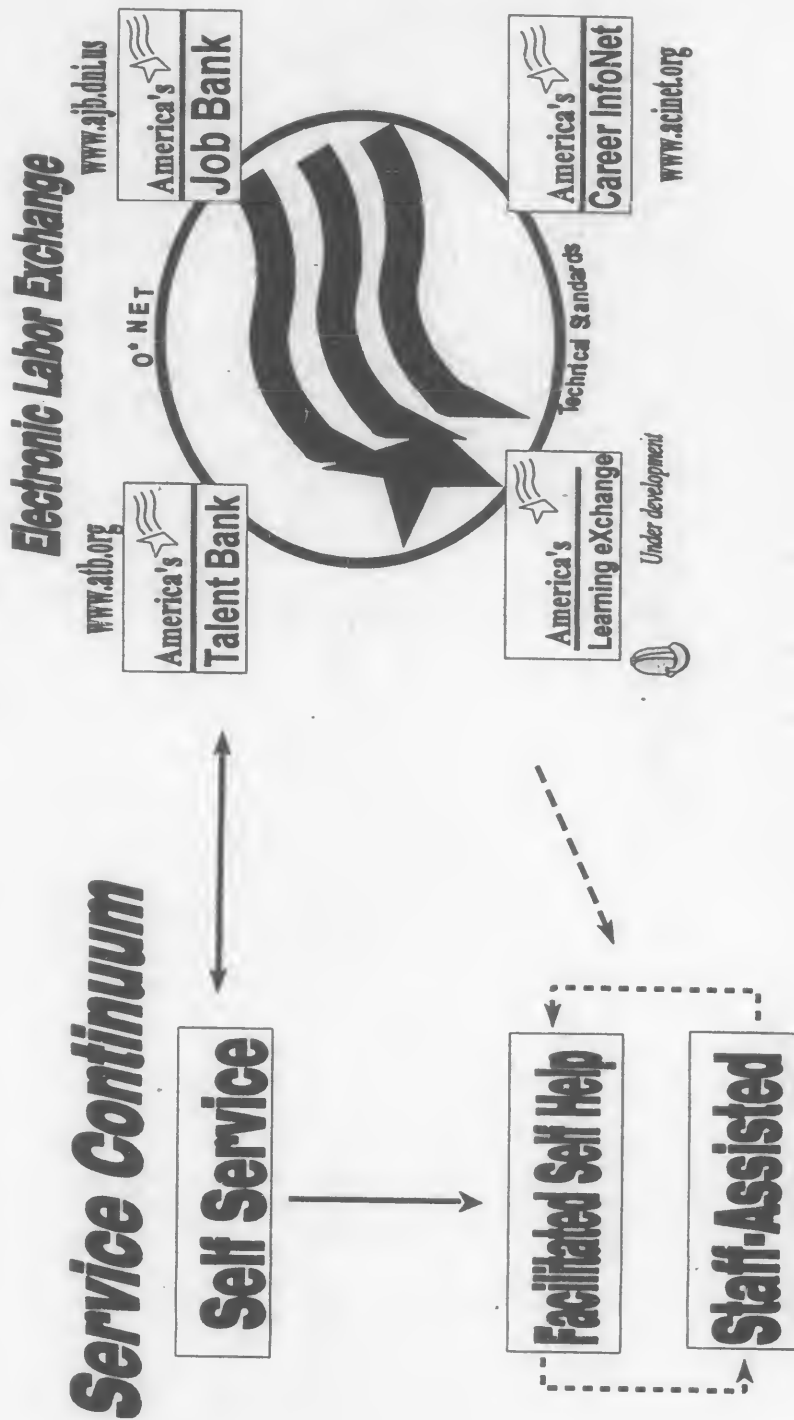 Service Continuum
Self Service
Facilitated Self Help
Staff-Assisted
Electronic Labor Exchange
www.atb.org
America's
Talent Bank
O*NET
www.ajb.dni.us
America's
Job Bank
America's
Learning eXchange
Under development
Technical Standards
America's
Career InfoNet
www.acinet.org